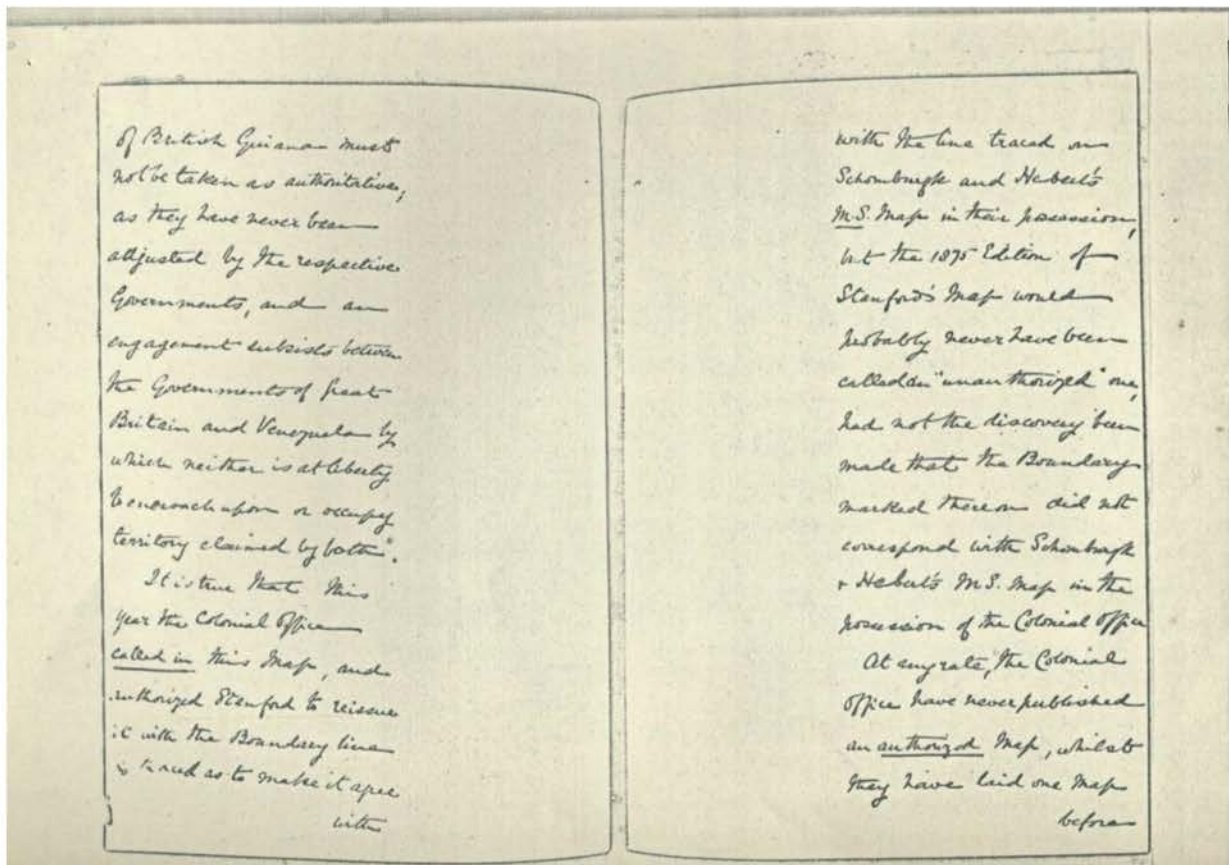 of British Guiana must
not be taken as authoritative,
as they have never been
adjusted by the respective
Governments, and an
engagement subsists between
the Governments of Great
Britain and Venezuela by
which neither is at liberty
to encroach upon or occupy
territory claimed by both".
It is true that this
year the Colonial Office
called in this Map, and
authorized Stanford to reissue
it with the Boundary line
so traced as to make it agree
with
with the line traced on
Schomburgk and Hebert's
M.S. Map in their possession,
but the 1875 Edition of
Stanford's Map would
probably never have been
called an "unauthorized" one,
had not the discovery been
made that the Boundary
marked thereon did not
correspond with Schomburgk
& Hebert's M.S. Map in the
possession of the Colonial Office
At any rate, the Colonial
Office have never published
an authorized Map, whilst
they have laid one Map
before